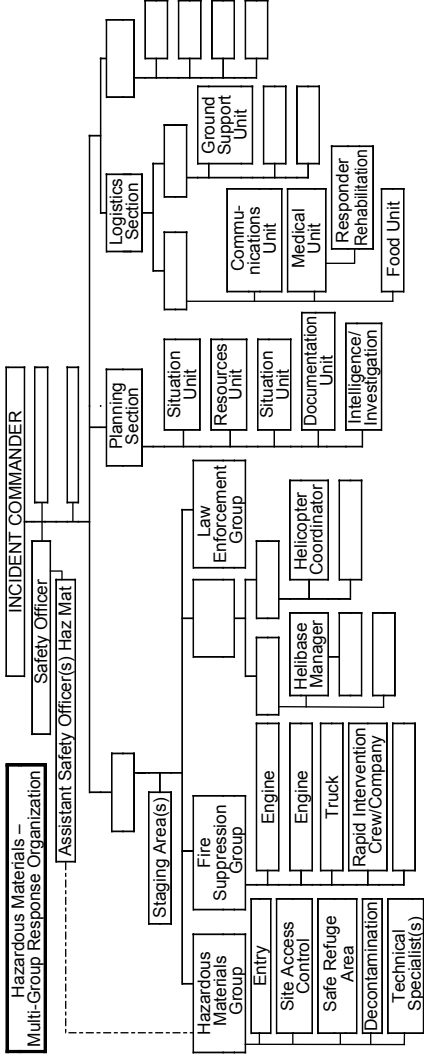 Hazardous Materials –
Multi-Group Response Organization
INCIDENT COMMANDER
Safety Officer
Assistant Safety Officer(s) Haz Mat
Staging Area(s)
Hazardous
Materials
Group
Entry
Site Access
Control
Safe Refuge
Area
Decontamination
Technical
Specialist(s)
Fire
Suppression
Group
Engine
Engine
Truck
Rapid Intervention
Crew/Company
Law
Enforcement
Group
Helibase
Manager
Helicopter
Coordinator
Planning
Section
Situation
Unit
Resources
Unit
Situation
Unit
Documentation
Unit
Intelligence/
Investigation
Logistics
Section
Commu-
nications
Unit
Medical
Unit
Responder
Rehabilitation
Food Unit
Ground
Support
Unit